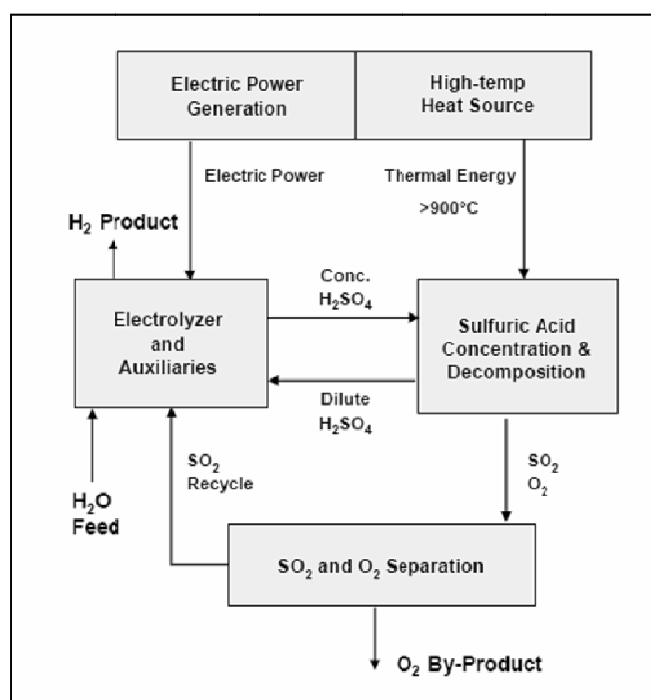 Electric Power
Generation
High-temp
Heat Source
Electric Power
Thermal Energy
>900°C
H₂ Product
Conc.
H₂SO₄
Electrolyzer
and
Auxiliaries
Sulfuric Acid
Concentration &
Decomposition
Dilute
H₂SO₄
SO₂
Recycle
SO₂
O₂
H₂O
Feed
SO₂ and O₂ Separation
O₂ By-Product